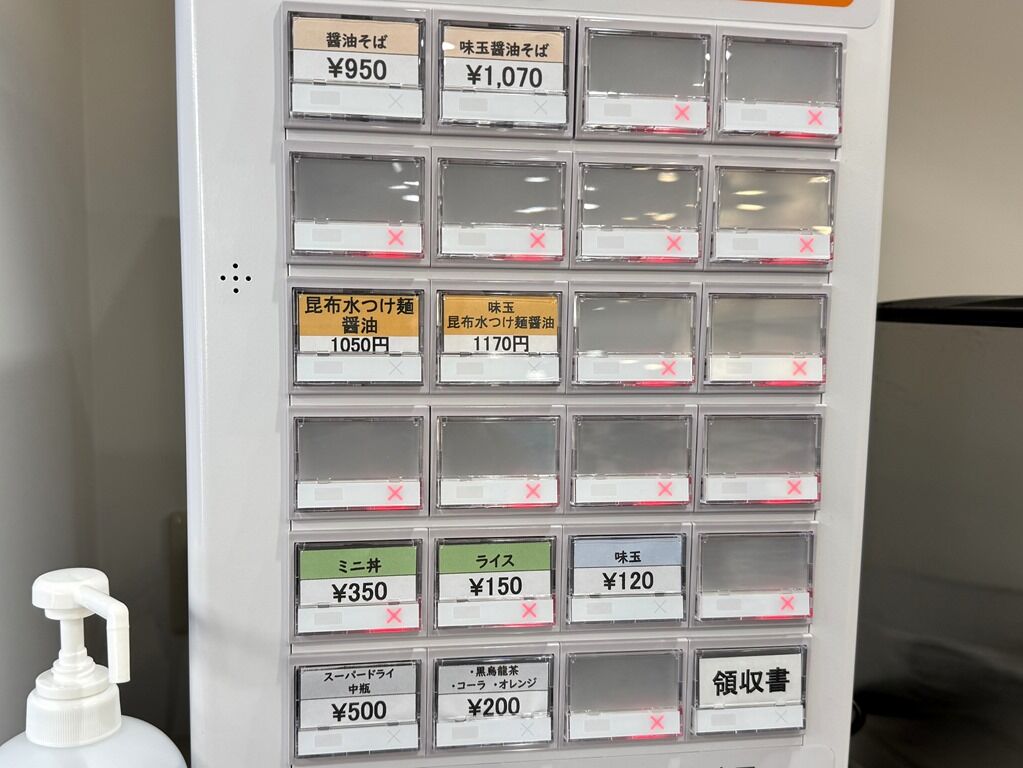 醤油そば
¥950
味玉醤油そば
¥1,070
昆布水つけ麺
醤油
1050円
味玉
昆布水つけ麺醤油
1170円
ミニ丼
¥350
ライス
¥150
味玉
¥120
スーパードライ
中瓶
¥500
・黒烏龍茶
・コーラ ・オレンジ
¥200
領収書